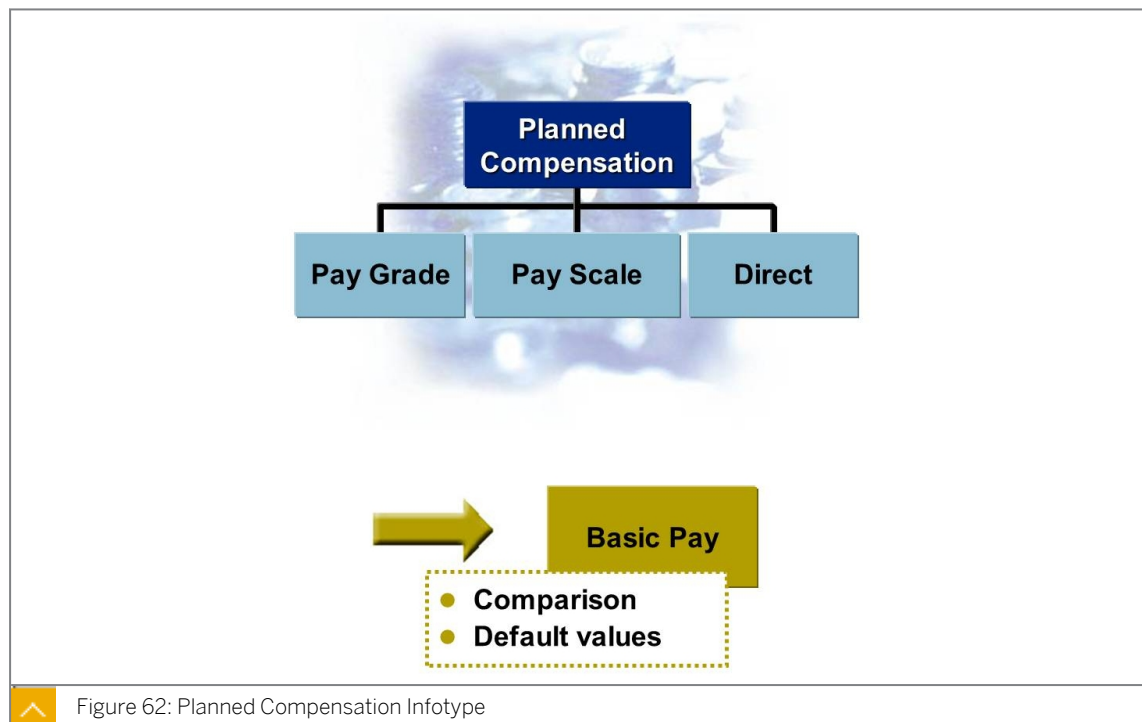 Planned
Compensation
Pay Grade
Pay Scale
Direct
Basic Pay
Comparison
Default values
Figure 62: Planned Compensation Infotype